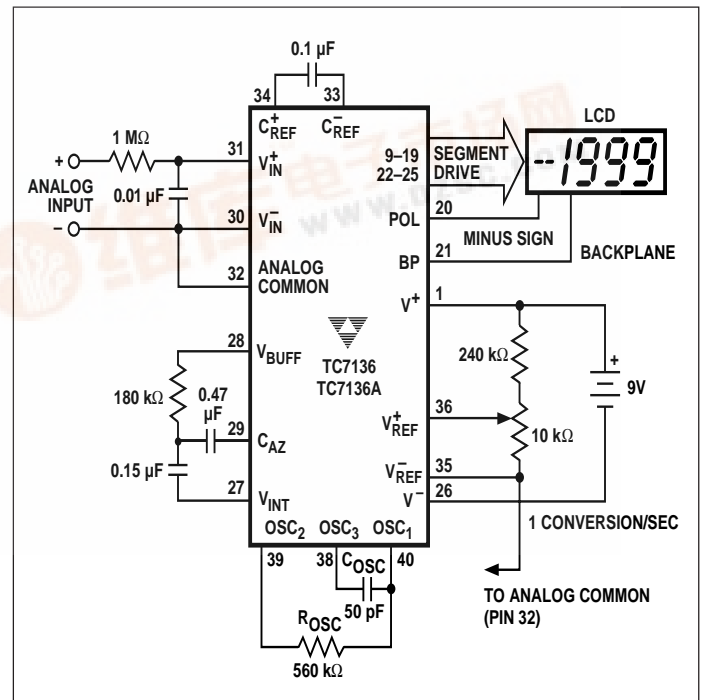 0.1 µF
34
33
C+REF
C–REF
LCD
1 MΩ
31
V+IN
9–19
22–25
SEGMENT
DRIVE
-1999
+
ANALOG
INPUT
0.01 µF
–
30
V–IN
20
POL
MINUS SIGN
BACKPLANE
32
ANALOG
COMMON
21
BP
1
V+
28
VBUFF
TC7136
TC7136A
240 kΩ
+
9V
180 kΩ
0.47
µF
29
CAZ
36
V+REF
10 kΩ
0.15 µF
27
VINT
35
V–REF
26
V–
1 CONVERSION/SEC
OSC2
OSC3
OSC1
39
38
COSC
40
50 pF
TO ANALOG COMMON
(PIN 32)
ROSC
560 kΩ